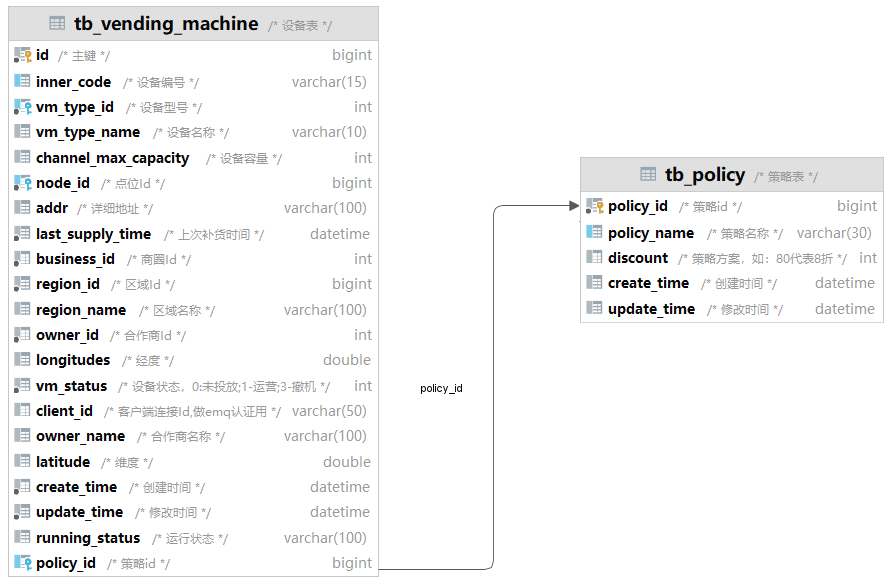 tb_vending_machine /* 设备表 */
id /* 主键 */ bigint
inner_code /* 设备编号 */ varchar(15)
vm_type_id /* 设备型号 */ int
vm_type_name /* 设备名称 */ varchar(10)
channel_max_capacity /* 设备容量 */ int
node_id /* 点位Id */ bigint
addr /* 详细地址 */ varchar(100)
last_supply_time /* 上次补货时间 */ datetime
business_id /* 商圈Id */ int
region_id /* 区域Id */ bigint
region_name /* 区域名称 */ varchar(100)
owner_id /* 合作商Id */ int
longitudes /* 经度 */ double
vm_status /* 设备状态，0:未投放;1-运营;3-撤机 */ int
client_id /* 客户端连接Id,做emq认证用 */ varchar(50)
owner_name /* 合作商名称 */ varchar(100)
latitude /* 维度 */ double
create_time /* 创建时间 */ datetime
update_time /* 修改时间 */ datetime
running_status /* 运行状态 */ varchar(100)
policy_id /* 策略id */ bigint
policy_id
tb_policy /* 策略表 */
policy_id /* 策略id */ bigint
policy_name /* 策略名称 */ varchar(30)
discount /* 策略方案，如：80代表8折 */ int
create_time /* 创建时间 */ datetime
update_time /* 修改时间 */ datetime